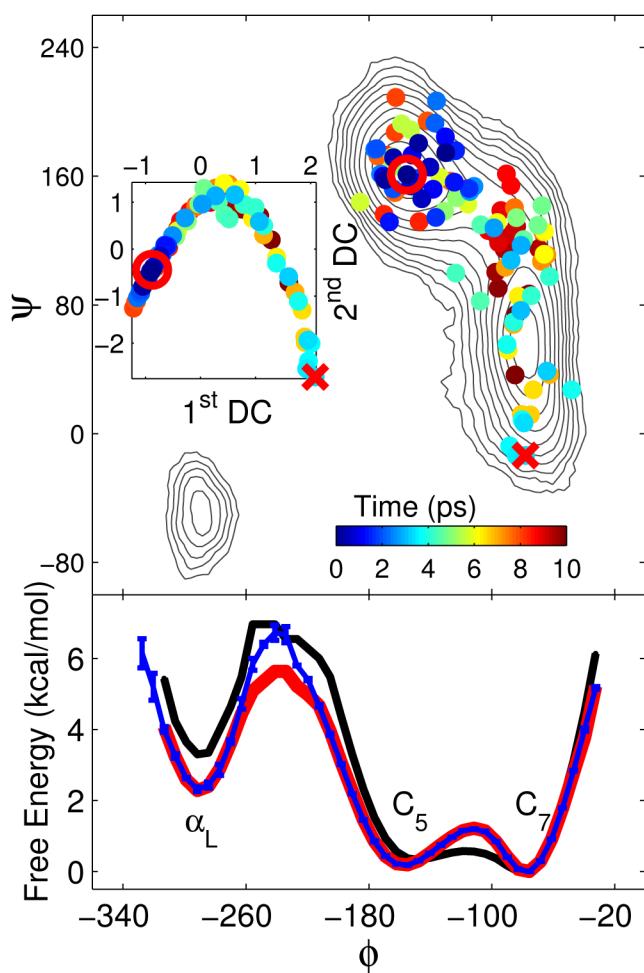 240
160
80
0
−80
ψ
−1 0 1 2
1
0
−1
−2
1st DC
2nd DC
Time (ps)
0 2 4 6 8 10
6
4
2
0
Free Energy (kcal/mol)
αL
C5
C7
−340 −260 −180 −100 −20
ϕ